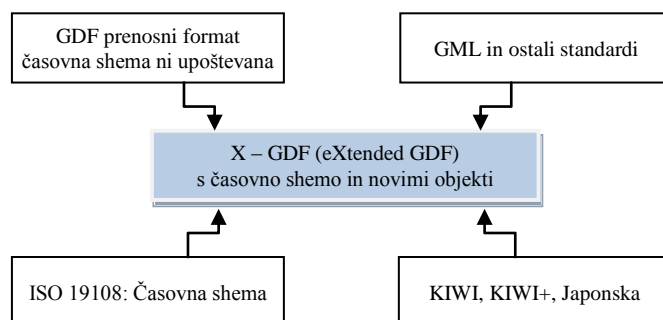 GDF prenosni format
časovna shema ni upoštevana
GML in ostali standardi
X – GDF (eXtended GDF)
s časovno shemo in novimi objekti
ISO 19108: Časovna shema
KIWI, KIWI+, Japonska